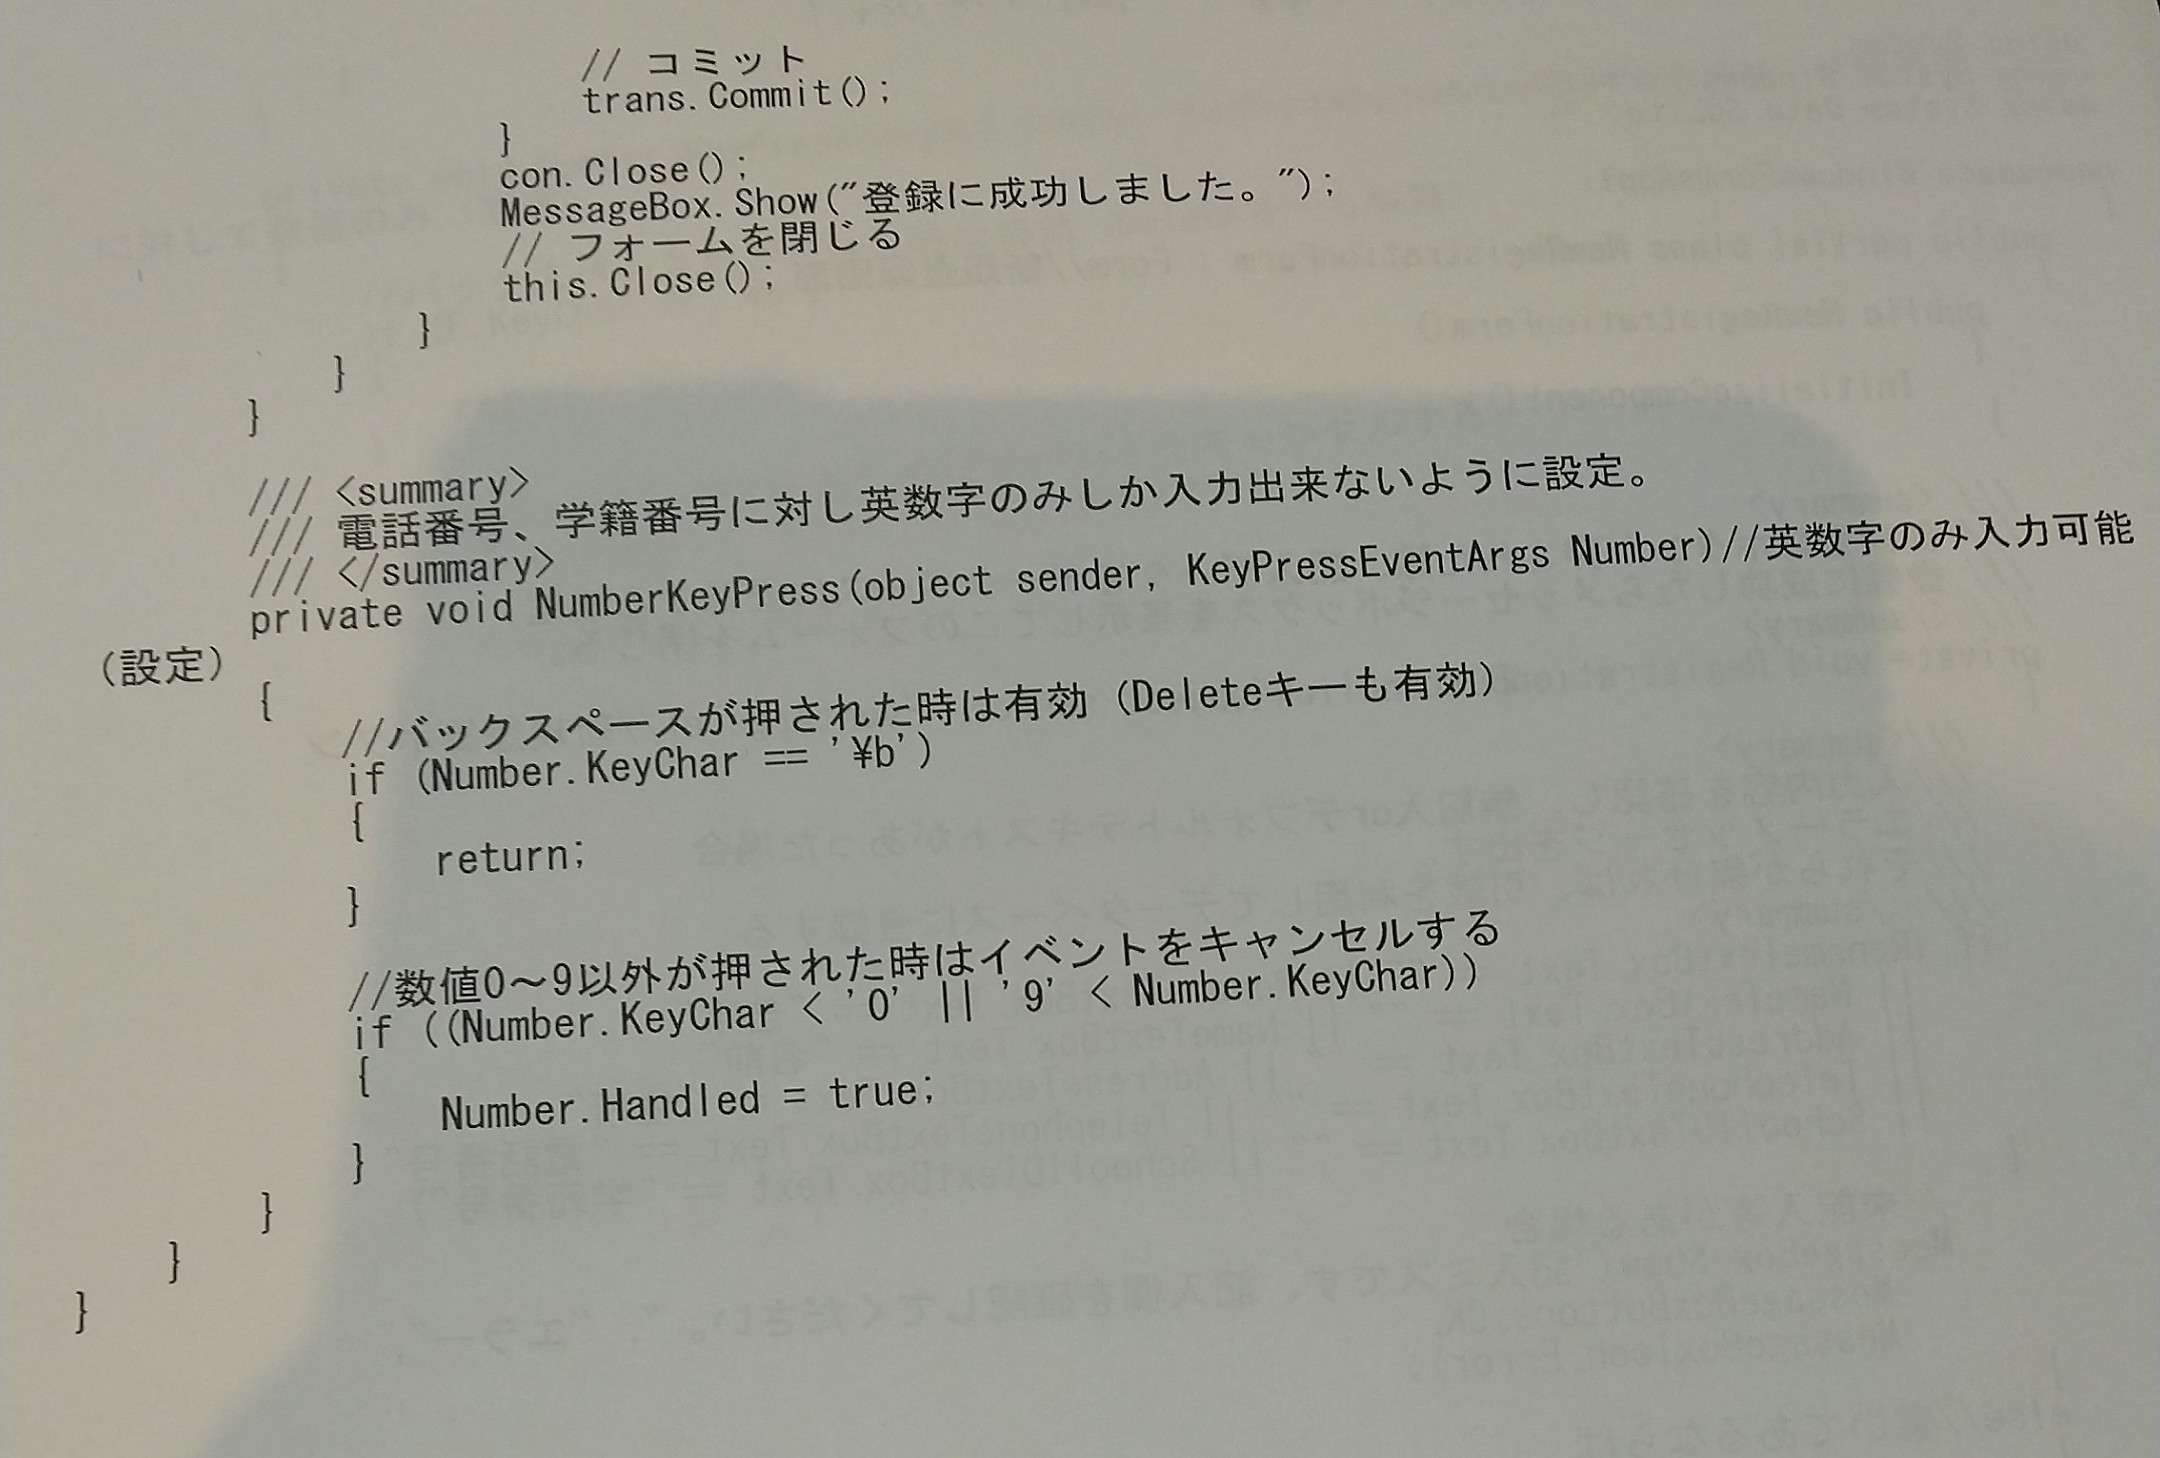 // コミット
trans.Commit();
}
con.Close();
MessageBox.Show("登録に成功しました。");
// フォームを閉じる
this.Close();
}
}
}
/// <summary>
/// 電話番号、学籍番号に対し英数字のみしか入力出来ないように設定。
/// </summary>
private void NumberKeyPress(object sender, KeyPressEventArgs Number)//英数字のみ入力可能
(設定)
{
//バックスペースが押された時は有効（Deleteキーも有効）
if (Number.KeyChar == '¥b')
{
return;
}
//数値0～9以外が押された時はイベントをキャンセルする
if ((Number.KeyChar < '0' || '9' < Number.KeyChar))
{
Number.Handled = true;
}
}
}
}